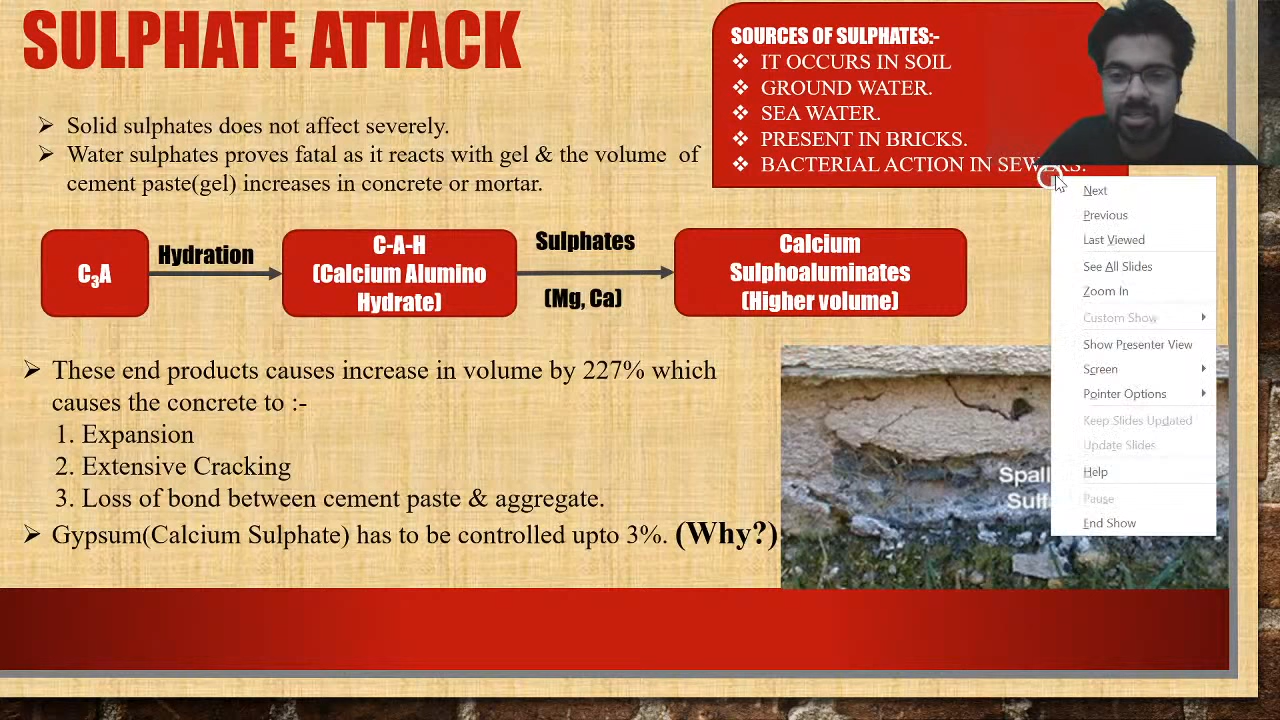 SULPHATE ATTACK
SOURCES OF SULPHATES:-
❖ IT OCCURS IN SOIL
❖ GROUND WATER.
❖ SEA WATER.
❖ PRESENT IN BRICKS.
❖ BACTERIAL ACTION IN SEWERS.
➢ Solid sulphates does not affect severely.
➢ Water sulphates proves fatal as it reacts with gel & the volume of
cement paste(gel) increases in concrete or mortar.
C₃A
Hydration
C-A-H
(Calcium Alumino
Hydrate)
Sulphates
(Mg, Ca)
Calcium
Sulphoaluminates
(Higher volume)
➢ These end products causes increase in volume by 227% which
causes the concrete to :-
1. Expansion
2. Extensive Cracking
3. Loss of bond between cement paste & aggregate.
➢ Gypsum(Calcium Sulphate) has to be controlled upto 3%. (Why?)
Next
Previous
Last Viewed
See All Slides
Zoom In
Custom Show
Show Presenter View
Screen
Pointer Options
Keep Slides Updated
Update Slides
Help
Pause
End Show